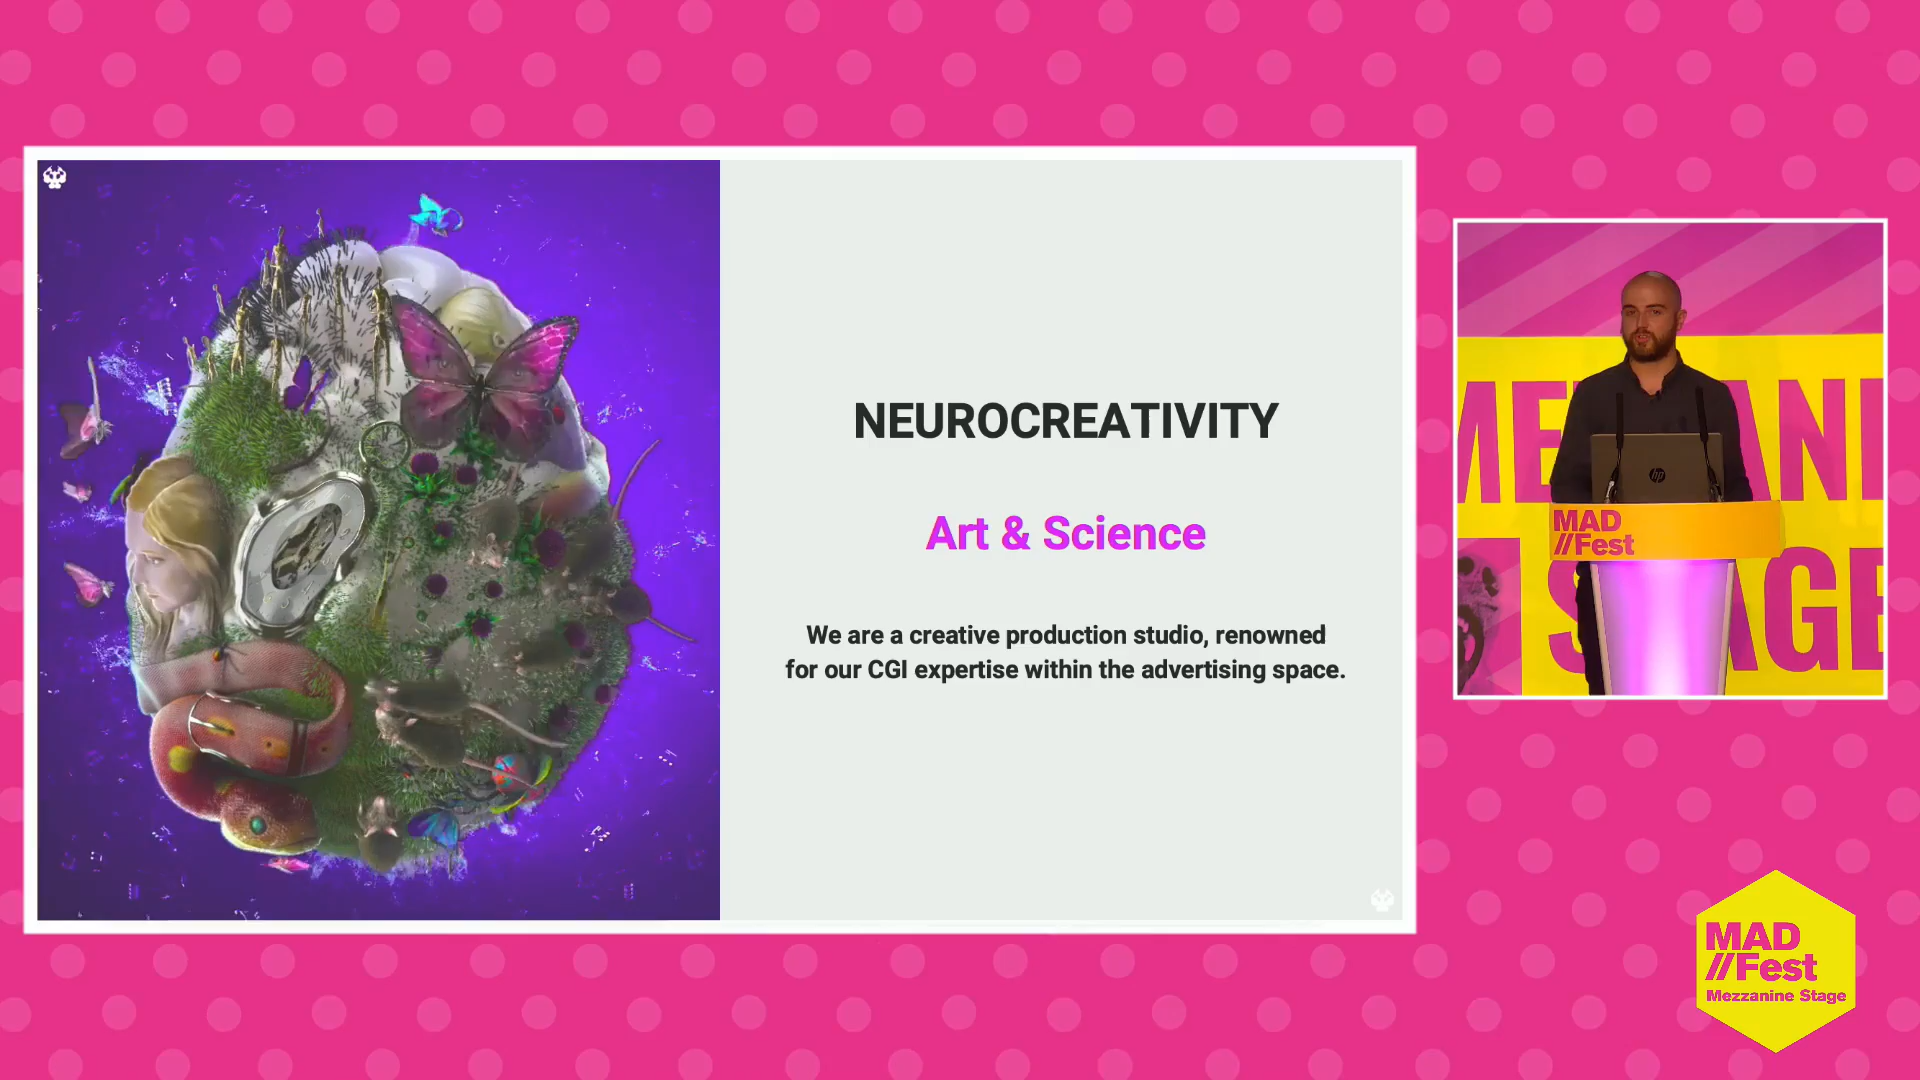 NEUROCREATIVITY
Art & Science
We are a creative production studio, renowned
for our CGI expertise within the advertising space.
hp
MAD
//Fest
MAD
//Fest
Mezzanine Stage